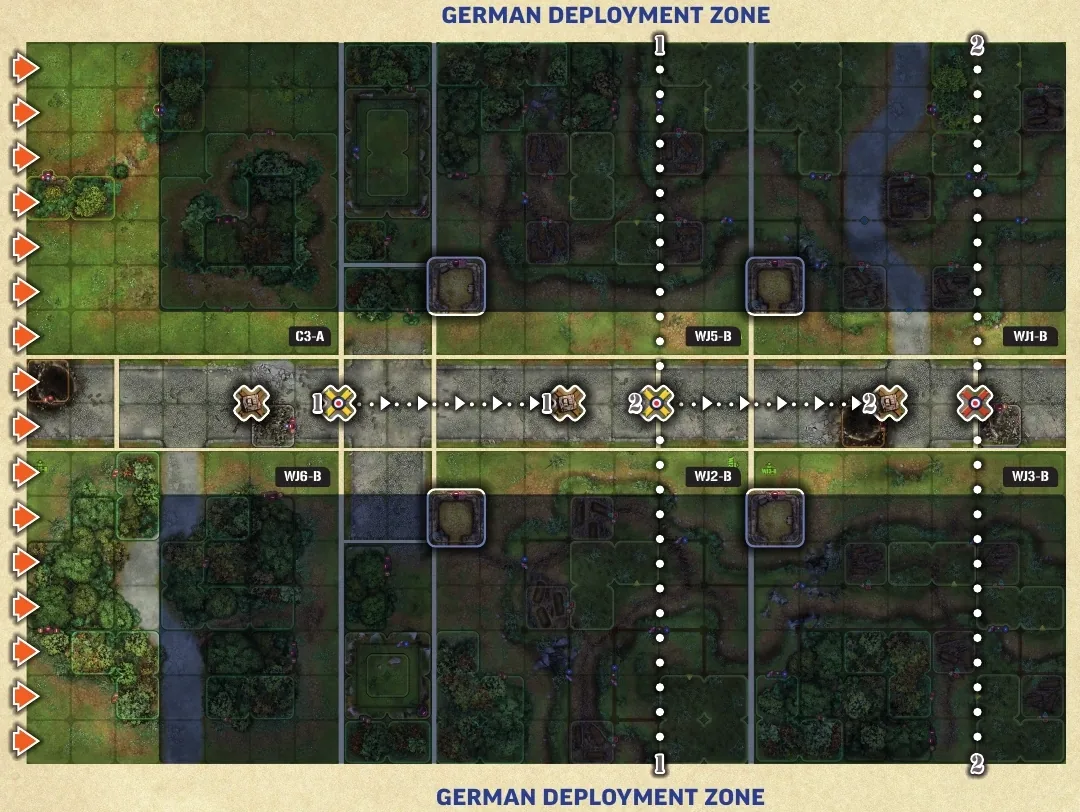 GERMAN DEPLOYMENT ZONE
1 2
C3-A WJ5-B WJ1-B
1 1 2 2
WJ6-B WJ2-B WJ3-B
1 2
GERMAN DEPLOYMENT ZONE